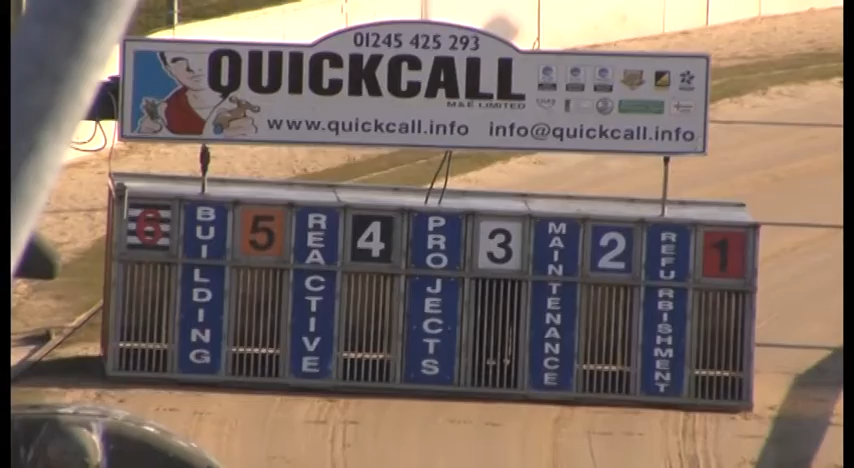 01245 425 293
QUICKCALL
M&E LIMITED
www.quickcall.info info@quickcall.info
6 BUILDING 5 REACTIVE 4 PROJECTS 3 MAINTENANCE 2 REFURBISHMENT 1